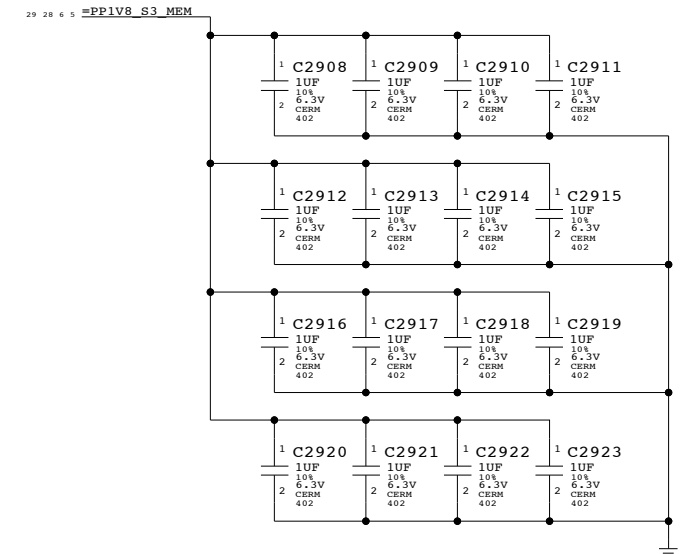 29 28 6 5 =PP1V8_S3_MEM
1 C2908 1 C2909 1 C2910 1 C2911
1UF 1UF 1UF 1UF
10% 10% 10% 10%
2 6.3V 2 6.3V 2 6.3V 2 6.3V
CERM CERM CERM CERM
402 402 402 402
1 C2912 1 C2913 1 C2914 1 C2915
1UF 1UF 1UF 1UF
10% 10% 10% 10%
2 6.3V 2 6.3V 2 6.3V 2 6.3V
CERM CERM CERM CERM
402 402 402 402
1 C2916 1 C2917 1 C2918 1 C2919
1UF 1UF 1UF 1UF
10% 10% 10% 10%
2 6.3V 2 6.3V 2 6.3V 2 6.3V
CERM CERM CERM CERM
402 402 402 402
1 C2920 1 C2921 1 C2922 1 C2923
1UF 1UF 1UF 1UF
10% 10% 10% 10%
2 6.3V 2 6.3V 2 6.3V 2 6.3V
CERM CERM CERM CERM
402 402 402 402